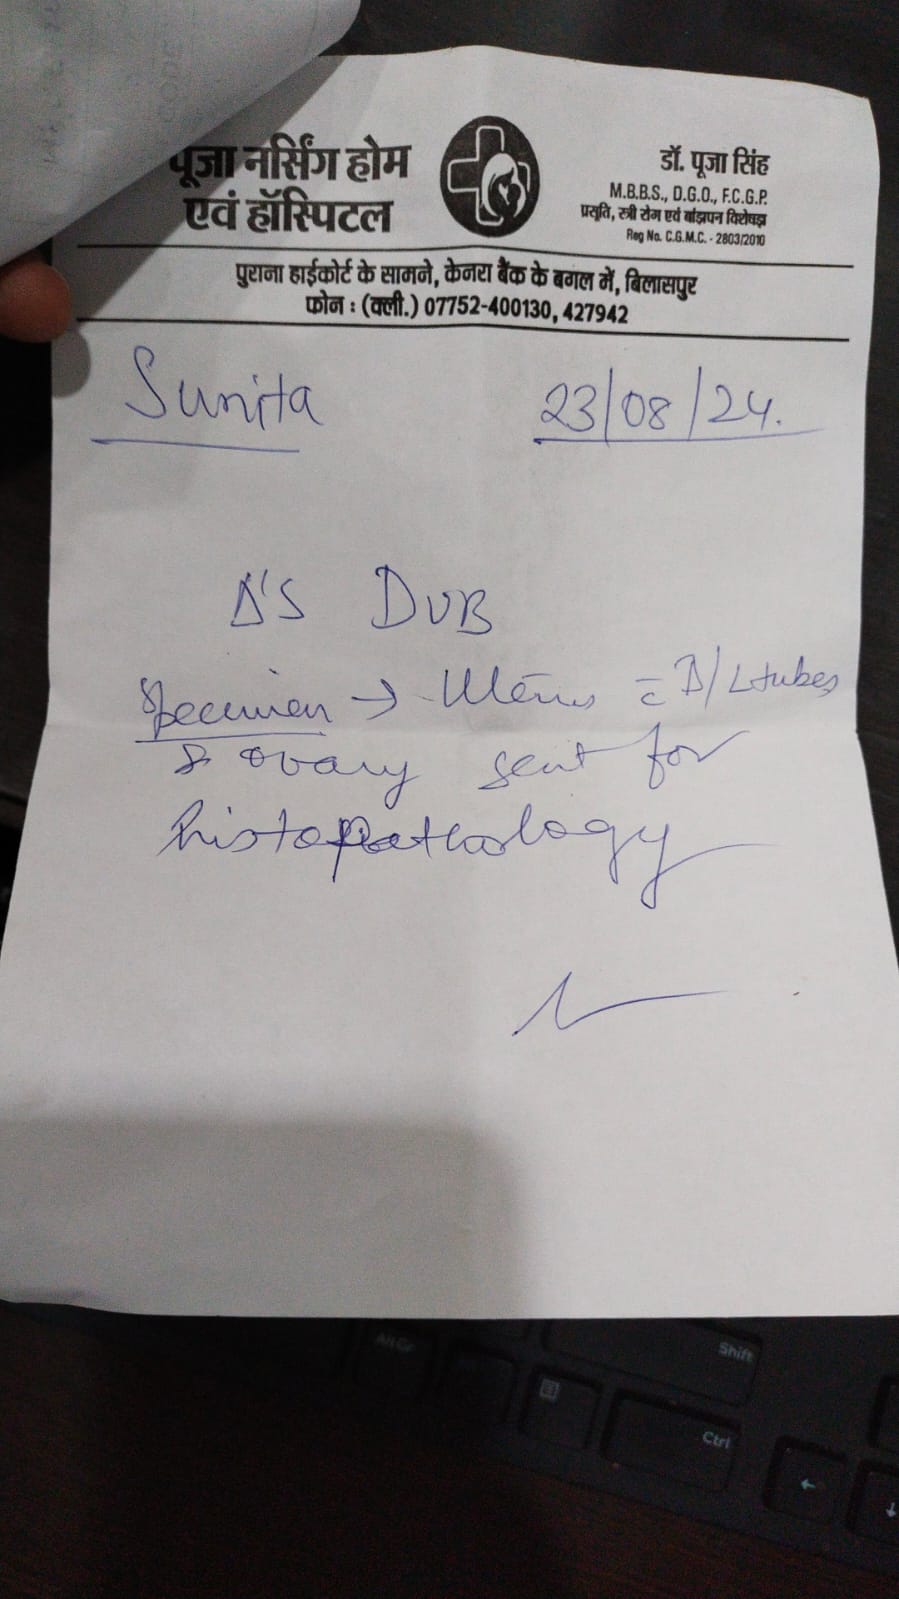 पूजा नर्सिंग होम
एवं हॉस्पिटल
डॉ. पूजा सिंह
M.B.B.S., D.G.O., F.C.G.P.
प्रसूति, स्त्री रोग एवं बांझपन विशेषज्ञ
Reg No. C.G.M.C. - 2803/2010
पुराना हाईकोर्ट के सामने, केनरा बैंक के बगल में, बिलासपुर
फोन : (क्ली.) 07752-400130, 427942
Sunita 23/08/24.
Δ'S DUB
Specimen → Uterus c̄ B/L tubes
& ovary sent for
histopathology
Alt Gr
Shift
Ctrl